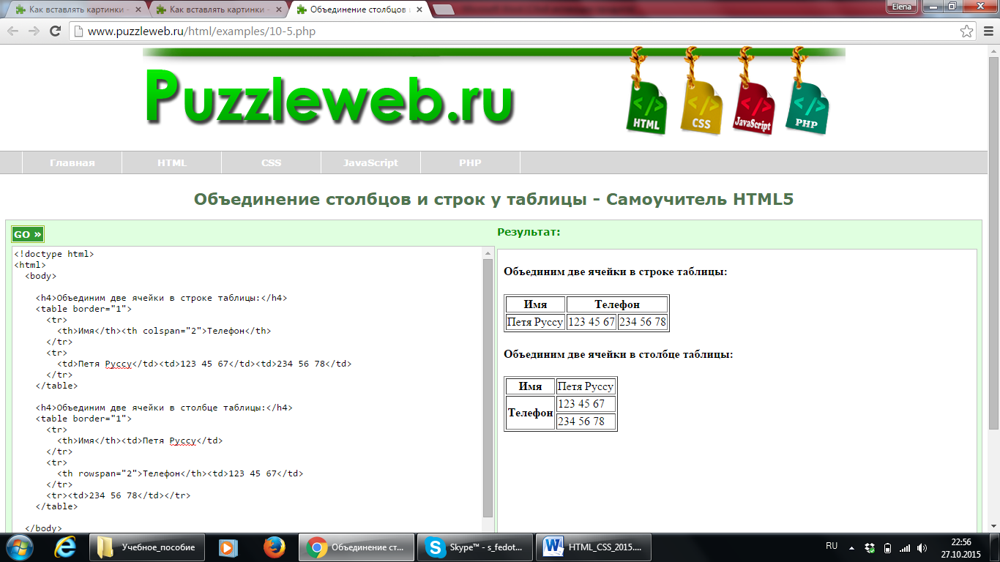 Как вставлять картинки -
Как вставлять картинки -
Объединение столбцов и
Elena
www.puzzleweb.ru/html/examples/10-5.php
Puzzleweb.ru
</> HTML
</> CSS
</> JavaScript
</> PHP
Главная HTML CSS JavaScript PHP
Объединение столбцов и строк у таблицы - Самоучитель HTML5
GO »
<!doctype html>
<html>
<body>
<h4>Объединим две ячейки в строке таблицы:</h4>
<table border="1">
<tr>
<th>Имя</th><th colspan="2">Телефон</th>
</tr>
<tr>
<td>Петя Руссу</td><td>123 45 67</td><td>234 56 78</td>
</tr>
</table>
<h4>Объединим две ячейки в столбце таблицы:</h4>
<table border="1">
<tr>
<th>Имя</th><td>Петя Руссу</td>
</tr>
<tr>
<th rowspan="2">Телефон</th><td>123 45 67</td>
</tr>
<tr><td>234 56 78</td></tr>
</table>
</body>
Результат:
Объединим две ячейки в строке таблицы:
Имя Телефон
Петя Руссу 123 45 67 234 56 78
Объединим две ячейки в столбце таблицы:
Имя Петя Руссу
Телефон 123 45 67
234 56 78
Учебное_пособие
Объединение ст...
Skype™ - s_fedot...
HTML_CSS_2015....
RU
22:56
27.10.2015